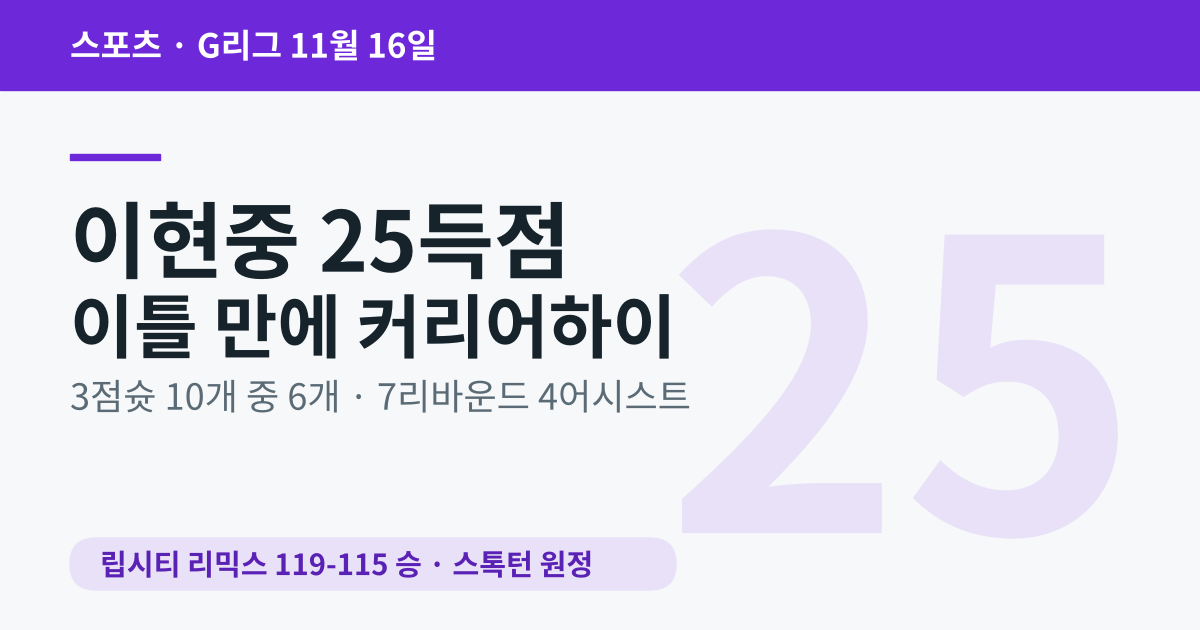 스포츠 · G리그 11월 16일
이현중 25득점
이틀 만에 커리어하이
3점슛 10개 중 6개 · 7리바운드 4어시스트
25
립시티 리믹스 119-115 승 · 스톡턴 원정